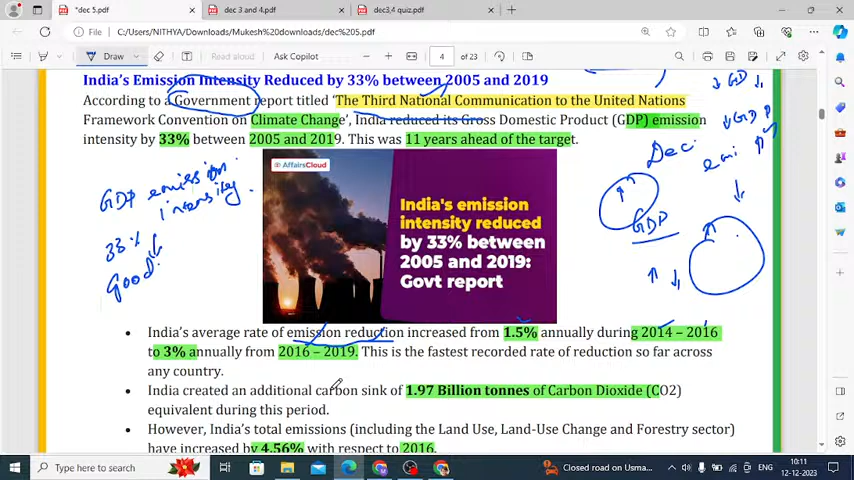 *dec 5.pdf
dec 3 and 4.pdf
dec3,4 quiz.pdf
File
C:/Users/NITHYA/Downloads/Mukesh%20downloads/dec%205.pdf
Draw
Read aloud
Ask Copilot
4
of 23
India's Emission Intensity Reduced by 33% between 2005 and 2019
According to a Government report titled 'The Third National Communication to the United Nations
Framework Convention on Climate Change', India reduced its Gross Domestic Product (GDP) emission
intensity by 33% between 2005 and 2019. This was 11 years ahead of the target.
↓ GD ↓
↓ GDP
emi ↑
Dec
GDP
↑ ↓
GDP emission
intensity
33% ↓
Good
AffairsCloud
India's emission
intensity reduced
by 33% between
2005 and 2019:
Govt report
• India's average rate of emission reduction increased from 1.5% annually during 2014 – 2016
to 3% annually from 2016 – 2019. This is the fastest recorded rate of reduction so far across
any country.
• India created an additional carbon sink of 1.97 Billion tonnes of Carbon Dioxide (CO2)
equivalent during this period.
• However, India's total emissions (including the Land Use, Land-Use Change and Forestry sector)
have increased by 4.56% with respect to 2016.
Type here to search
Closed road on Usma...
ENG
10:11
12-12-2023